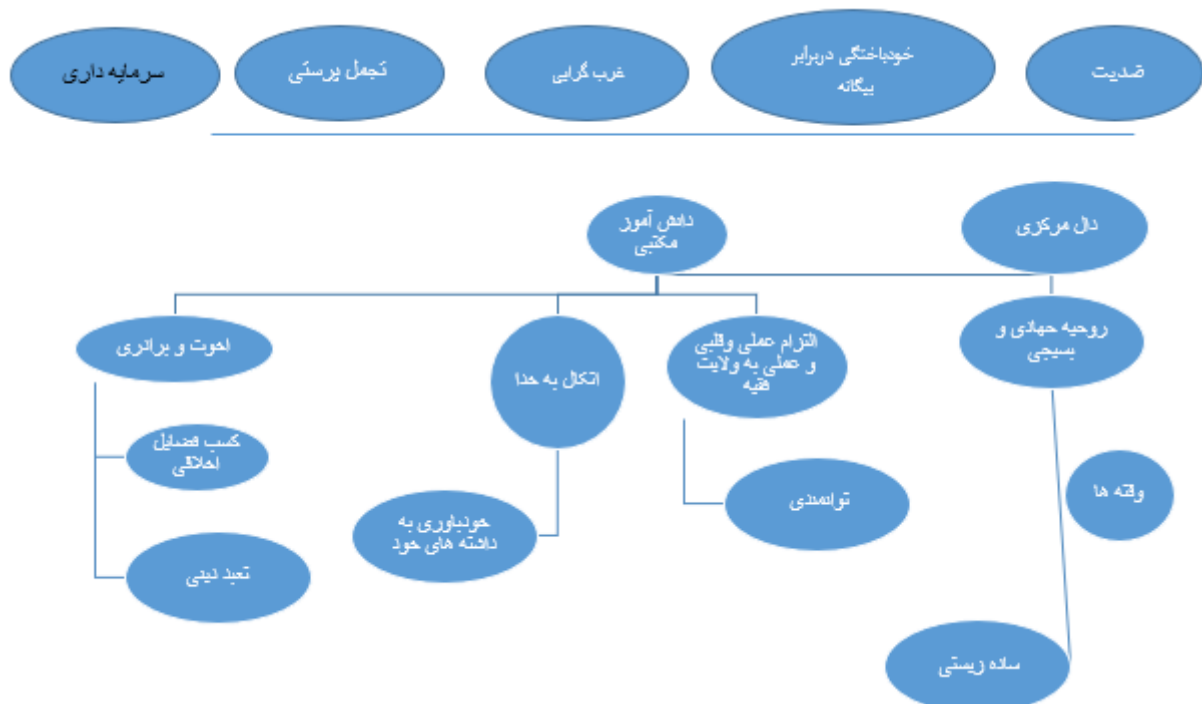 ضدیت
خودباختگی دربرابر
بیگانه
غرب گرایی
تجمل پرستی
سرمایه داری
دال مرکزی
دانش آموز
مکتبی
روحیه جهادی و
بسیجی
التزام عملی وقلبی
و عملی به ولایت
فقیه
اتکال به خدا
اخوت و برادری
کسب فضایل
اخلاقی
وقته ها
توانمندی
خودباوری به
داشته های خود
تعبد دینی
ساده زیستی